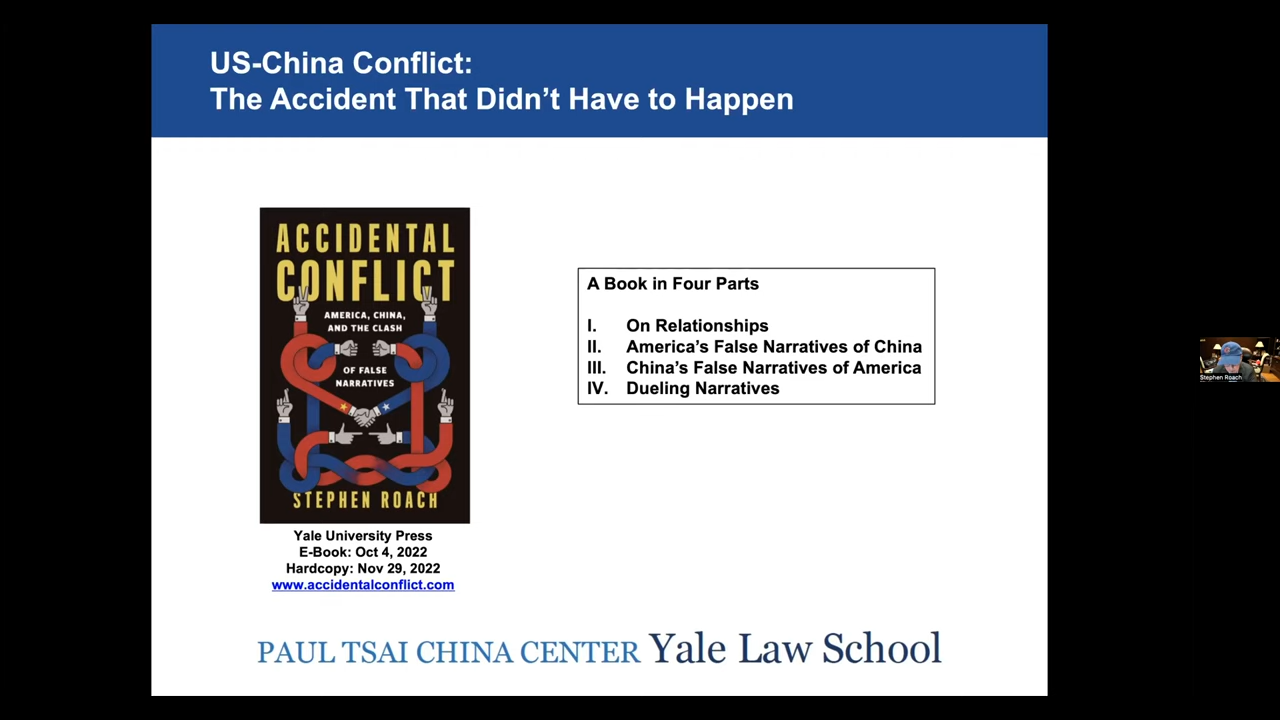 US-China Conflict:
The Accident That Didn't Have to Happen
ACCIDENTAL
CONFLICT
AMERICA, CHINA,
AND THE CLASH
OF FALSE
NARRATIVES
STEPHEN ROACH
Yale University Press
E-Book: Oct 4, 2022
Hardcopy: Nov 29, 2022
www.accidentalconflict.com
A Book in Four Parts
I. On Relationships
II. America's False Narratives of China
III. China's False Narratives of America
IV. Dueling Narratives
PAUL TSAI CHINA CENTER Yale Law School
Stephen Roach